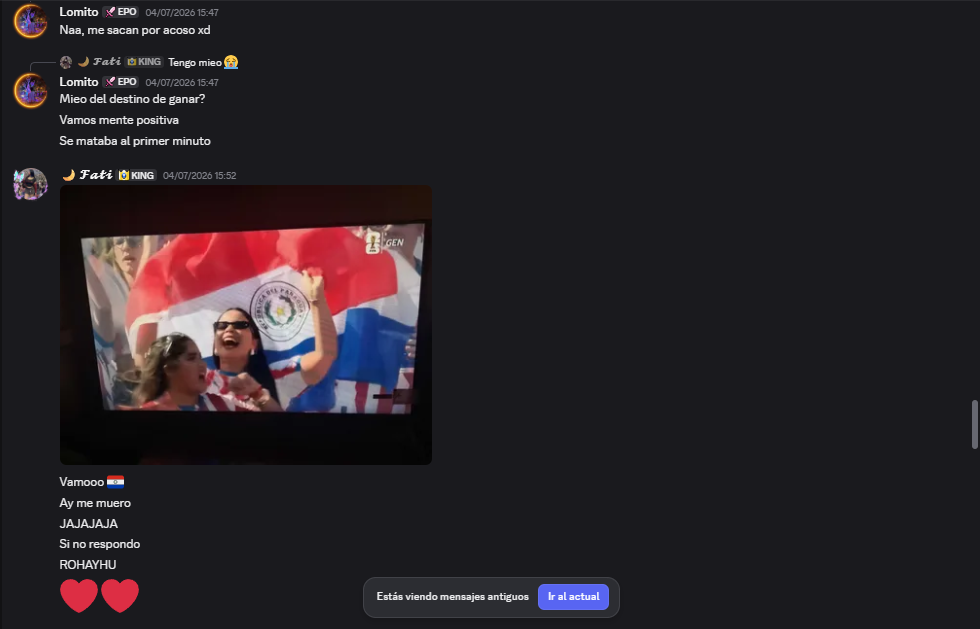 Lomito EPO 04/07/2026 15:47
Naa, me sacan por acoso xd
🌙 𝓕𝓪𝓽𝓲 KING Tengo mieo😭
Lomito EPO 04/07/2026 15:47
Mieo del destino de ganar?
Vamos mente positiva
Se mataba al primer minuto
🌙 𝓕𝓪𝓽𝓲 KING 04/07/2026 15:52
GEN
REPUBLICA DEL PARAGUAY
Vamooo 🇵🇾
Ay me muero
JAJAJAJA
Si no respondo
ROHAYHU
❤️❤️
Estás viendo mensajes antiguos Ir al actual